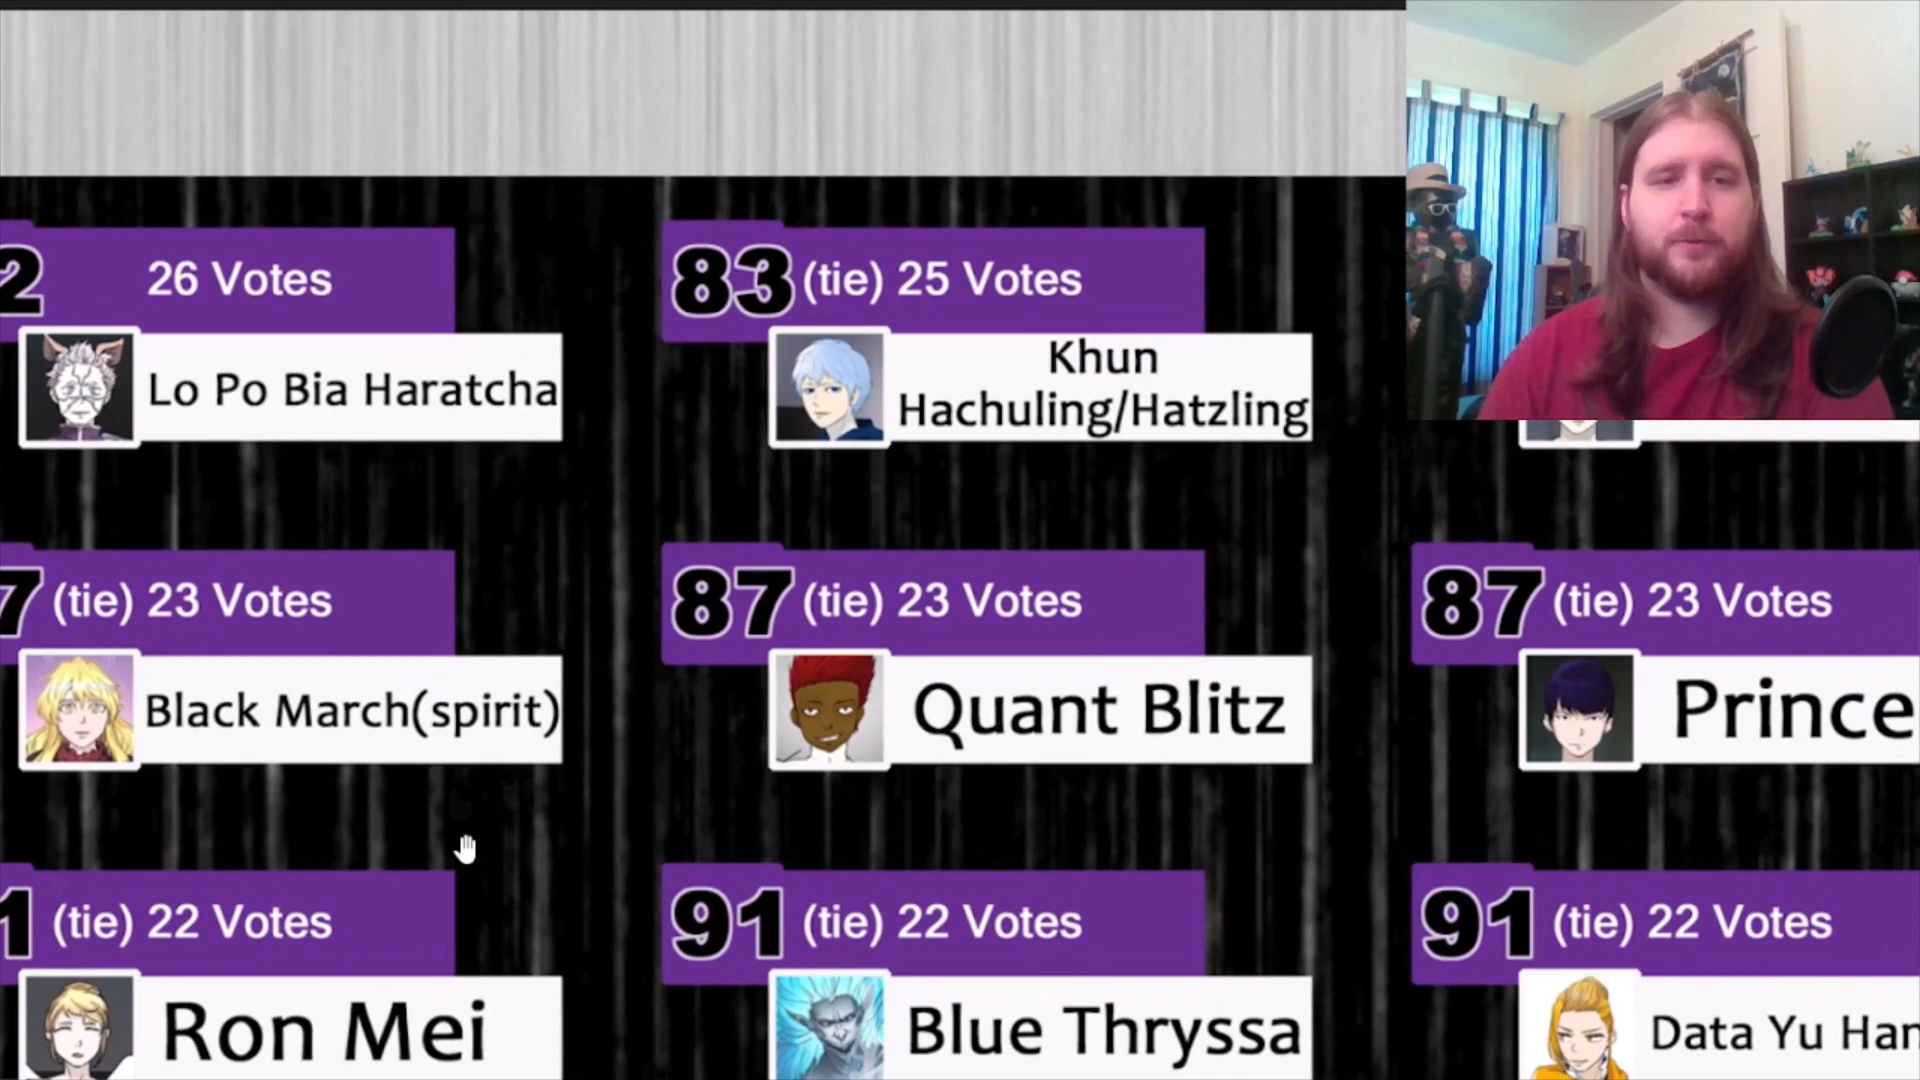 2 26 Votes
Lo Po Bia Haratcha
83 (tie) 25 Votes
Khun
Hachuling/Hatzling
7 (tie) 23 Votes
Black March(spirit)
87 (tie) 23 Votes
Quant Blitz
87 (tie) 23 Votes
Prince
1 (tie) 22 Votes
Ron Mei
91 (tie) 22 Votes
Blue Thryssa
91 (tie) 22 Votes
Data Yu Han